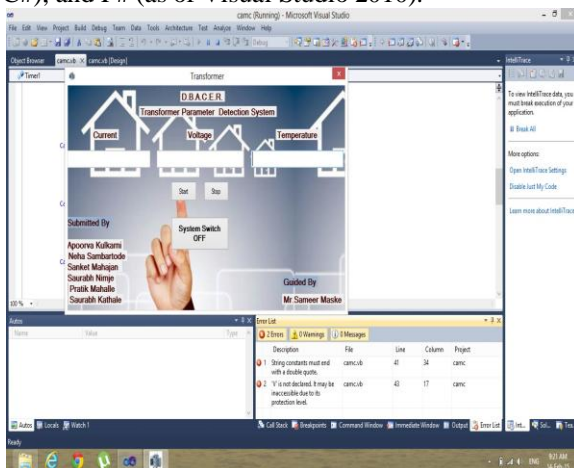 C#), and F# (as of Visual Studio 2010).
camc (Running) - Microsoft Visual Studio
File Edit View Project Build Debug Team Data Tools Architecture Test Analyze Window Help
Debug
Object Browser camc.vb camc.vb [Design]
IntelliTrace
Timer1
Transformer
D.B.A.C.E.R
Transformer Parameter Detection System
Current Voltage Temperature
Start Stop
System Switch
OFF
Submitted By
Apoorva Kulkarni
Neha Sambartode
Sanket Mahajan
Saurabh Nimje
Pratik Mahalle
Saurabh Kathale
Guided By
Mr Sameer Maske
To view IntelliTrace data, you
must break execution of your
application.
Break All
More options:
Open IntelliTrace Settings
Disable Just My Code
Learn more about IntelliTrace
100 %
Autos
Name Value Type
Error List
2 Errors 0 Warnings 0 Messages
Description File Line Column Project
1 String constants must end with a double quote. camc.vb 41 34 camc
2 'V' is not declared. It may be inaccessible due to its protection level. camc.vb 43 17 camc
Autos Locals Watch 1
Call Stack Breakpoints Command Window Immediate Window Output Error List
Int... Sol... Tea...
Ready
ENG
9:21 AM